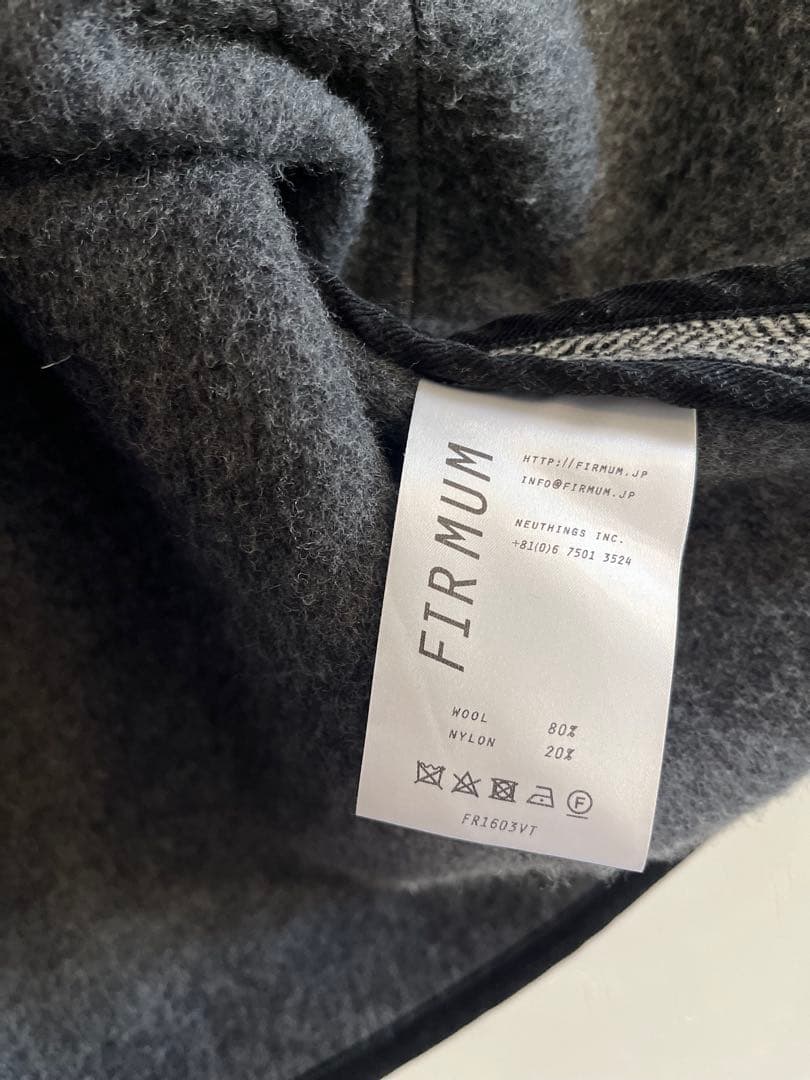 FIRMUM
HTTP://FIRMUM.JP
INFO@FIRMUM.JP
NEUTHINGS INC.
+81(0)6 7501 3524
WOOL 80%
NYLON 20%
F
FR1603VT